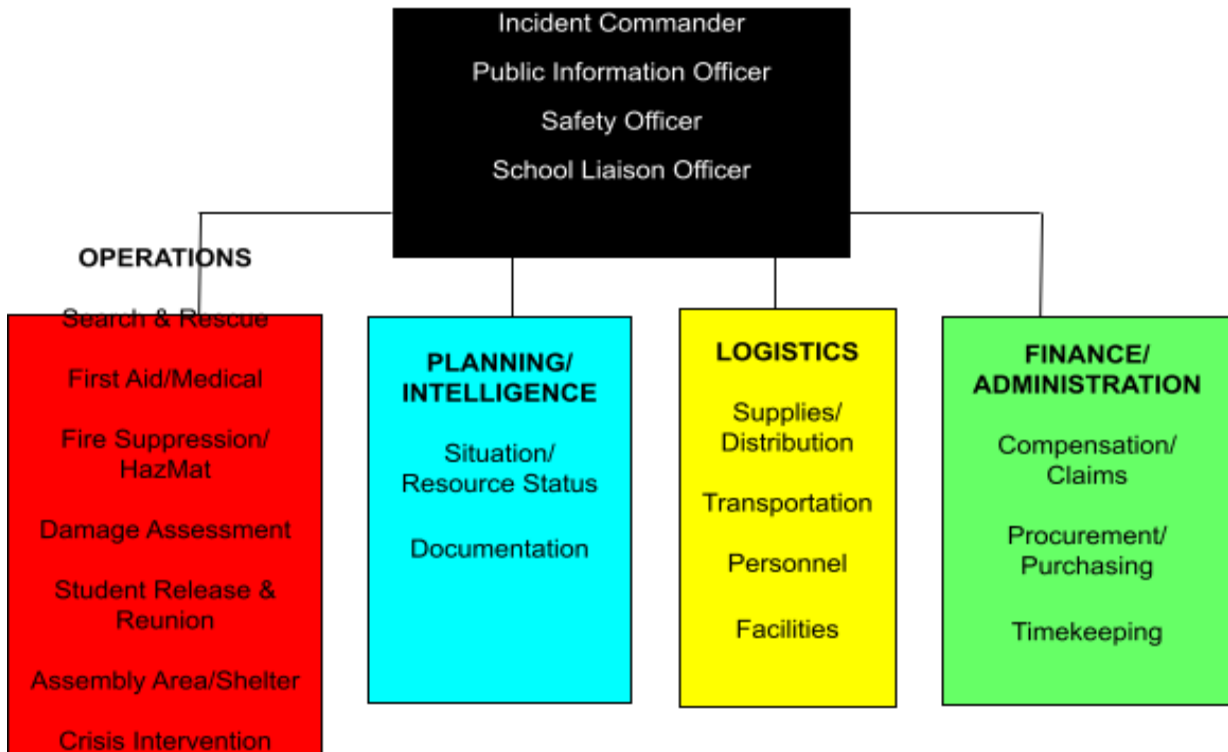 Incident Commander
Public Information Officer
Safety Officer
School Liaison Officer
OPERATIONS
Search & Rescue
First Aid/Medical
Fire Suppression/
HazMat
Damage Assessment
Student Release &
Reunion
Assembly Area/Shelter
Crisis Intervention
PLANNING/
INTELLIGENCE
Situation/
Resource Status
Documentation
LOGISTICS
Supplies/
Distribution
Transportation
Personnel
Facilities
FINANCE/
ADMINISTRATION
Compensation/
Claims
Procurement/
Purchasing
Timekeeping